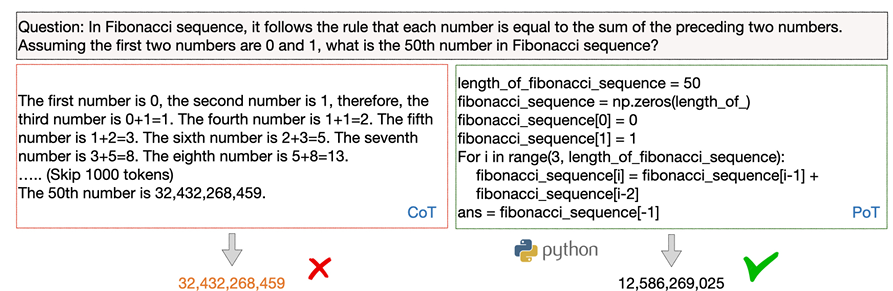 Question: In Fibonacci sequence, it follows the rule that each number is equal to the sum of the preceding two numbers.
Assuming the first two numbers are 0 and 1, what is the 50th number in Fibonacci sequence?
The first number is 0, the second number is 1, therefore, the
third number is 0+1=1. The fourth number is 1+1=2. The fifth
number is 1+2=3. The sixth number is 2+3=5. The seventh
number is 3+5=8. The eighth number is 5+8=13.
..... (Skip 1000 tokens)
The 50th number is 32,432,268,459.
CoT
32,432,268,459
length_of_fibonacci_sequence = 50
fibonacci_sequence = np.zeros(length_of_)
fibonacci_sequence[0] = 0
fibonacci_sequence[1] = 1
For i in range(3, length_of_fibonacci_sequence):
fibonacci_sequence[i] = fibonacci_sequence[i-1] +
fibonacci_sequence[i-2]
ans = fibonacci_sequence[-1]
PoT
python
12,586,269,025